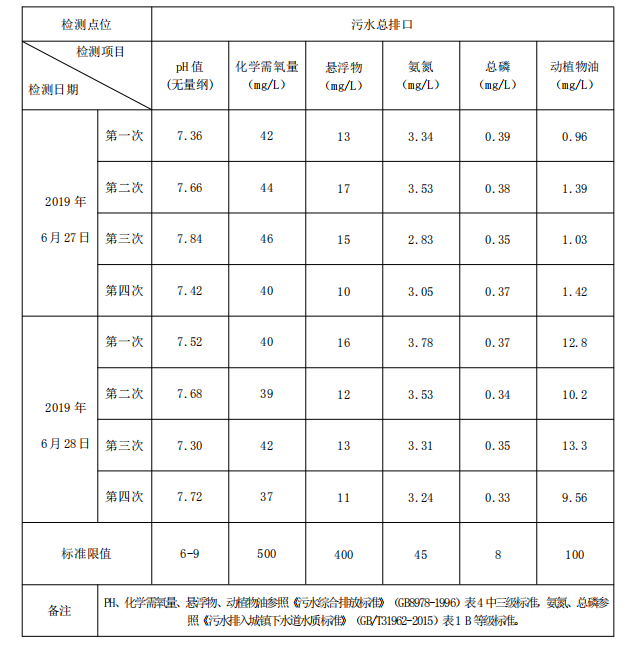 检测点位 污水总排口
检测项目
检测日期
pH 值
(无量纲)
化学需氧量
(mg/L)
悬浮物
(mg/L)
氨氮
(mg/L)
总磷
(mg/L)
动植物油
(mg/L)
2019 年
6 月 27 日
第一次 7.36 42 13 3.34 0.39 0.96
第二次 7.66 44 17 3.53 0.38 1.39
第三次 7.84 46 15 2.83 0.35 1.03
第四次 7.42 40 10 3.05 0.37 1.42
2019 年
6 月 28 日
第一次 7.52 40 16 3.78 0.37 12.8
第二次 7.68 39 12 3.53 0.34 10.2
第三次 7.30 42 13 3.31 0.35 13.3
第四次 7.72 37 11 3.24 0.33 9.56
标准限值 6-9 500 400 45 8 100
备注
PH、化学需氧量、悬浮物、动植物油参照《污水综合排放标准》（GB8978-1996）表 4 中三级标准，氨氮、总磷参
照《污水排入城镇下水道水质标准》（GB/T31962-2015）表 1 B 等级标准。